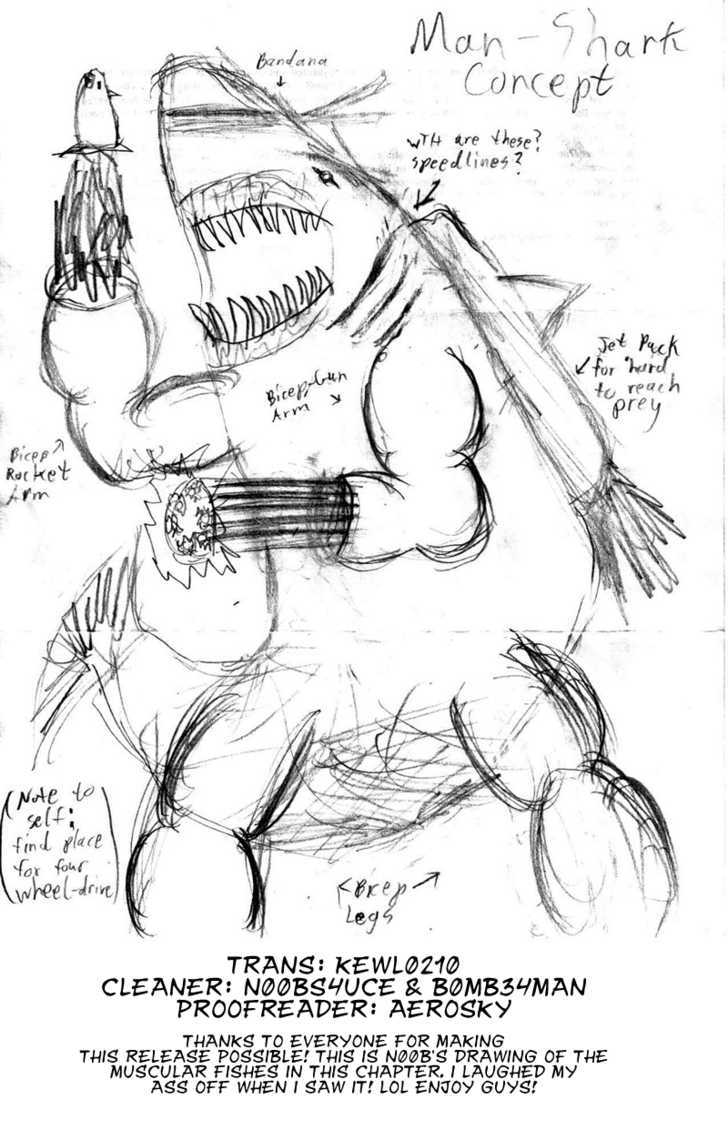 Man-Shark
Concept
Bandana
WTH are these?
speedlines?
Jet Pack
for hard
to reach
prey
Bicep-Gun
Arm
Bicep
Rocket
Arm
(Note to
self:
find place
for four
wheel-drive)
Bicep
Legs
TRANS: KEWL0210
CLEANER: N00BS4UCE & B0MB34MAN
PROOFREADER: AEROSKY
THANKS TO EVERYONE FOR MAKING
THIS RELEASE POSSIBLE! THIS IS N00B'S DRAWING OF THE
MUSCULAR FISHES IN THIS CHAPTER. I LAUGHED MY
ASS OFF WHEN I SAW IT! LOL ENJOY GUYS!